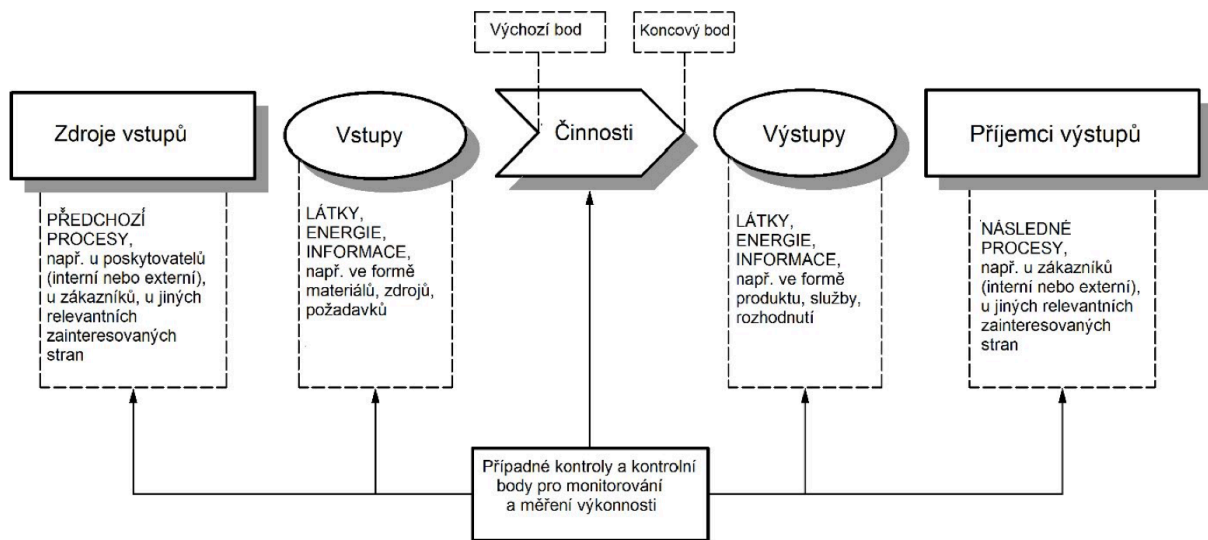 Výchozí bod
Koncový bod
Zdroje vstupů
Vstupy
Činnosti
Výstupy
Příjemci výstupů
PŘEDCHOZÍ
PROCESY,
např. u poskytovatelů
(interní nebo externí),
u zákazníků, u jiných
relevantních
zainteresovaných
stran
LÁTKY,
ENERGIE,
INFORMACE,
např. ve formě
materiálů, zdrojů,
požadavků
LÁTKY,
ENERGIE,
INFORMACE,
např. ve formě
produktu, služby,
rozhodnutí
NÁSLEDNÉ
PROCESY,
např. u zákazníků
(interní nebo externí),
u jiných relevantních
zainteresovaných
stran
Případné kontroly a kontrolní
body pro monitorování
a měření výkonnosti